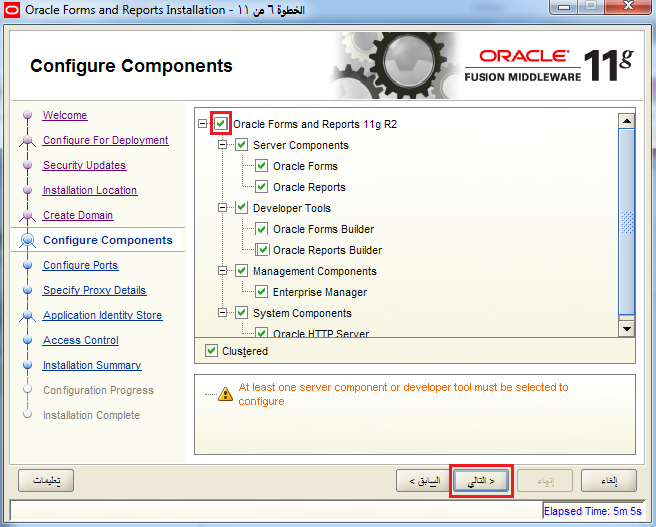 Oracle Forms and Reports Installation - الخطوة ٦ من ١١
Configure Components
ORACLE
FUSION MIDDLEWARE 11g
Welcome
Configure For Deployment
Security Updates
Installation Location
Create Domain
Configure Components
Configure Ports
Specify Proxy Details
Application Identity Store
Access Control
Installation Summary
Configuration Progress
Installation Complete
Oracle Forms and Reports 11g R2
Server Components
Oracle Forms
Oracle Reports
Developer Tools
Oracle Forms Builder
Oracle Reports Builder
Management Components
Enterprise Manager
System Components
Oracle HTTP Server
Clustered
At least one server component or developer tool must be selected to
configure
تعليمات
السابق >
< التالي
إنهاء
إلغاء
Elapsed Time: 5m 5s